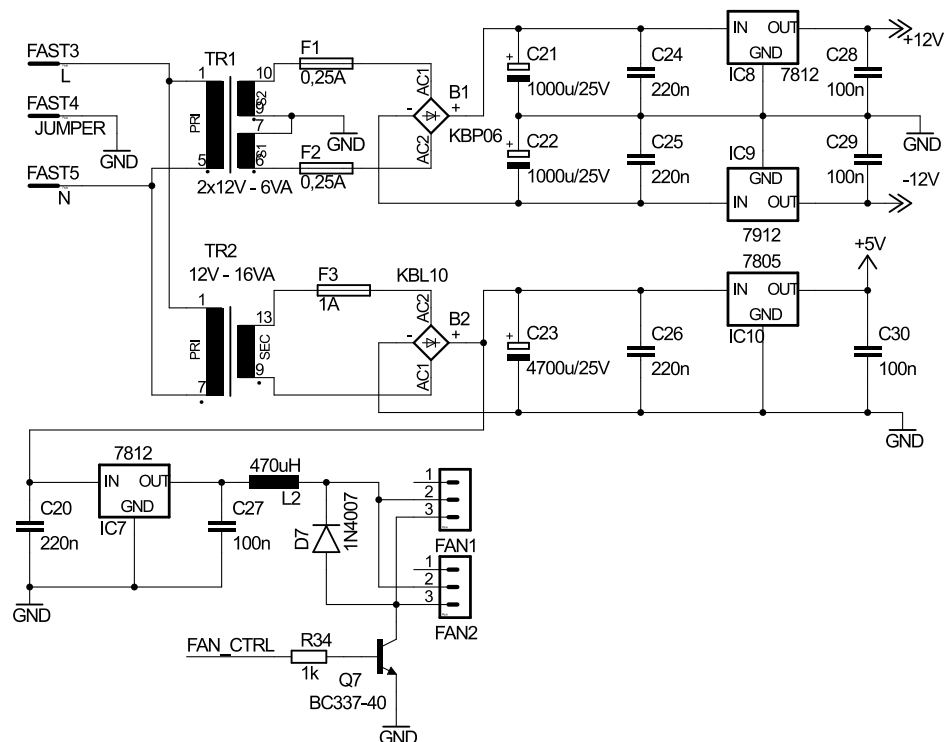 FAST3
L
FAST4
JUMPER
GND
FAST5
N
TR1
1
10
PRI
S2
9
7
S1
5
6
2x12V - 6VA
F1
0,25A
GND
F2
0,25A
AC1
-
+
AC2
B1
KBP06
+
C21
1000u/25V
+
C22
1000u/25V
C24
220n
C25
220n
IN OUT
GND
IC8 7812
C28
100n
+12V
GND
IC9
GND
IN OUT
7912
C29
100n
-12V
TR2
12V - 16VA
1
13
PRI
SEC
7
9
F3
1A
KBL10
AC2
-
+
AC1
B2
+
C23
4700u/25V
C26
220n
7805
IN OUT
GND
IC10
+5V
C30
100n
GND
7812
IN OUT
GND
IC7
C20
220n
GND
C27
100n
470uH
L2
D7
1N4007
1
2
3
FAN1
1
2
3
FAN2
FAN_CTRL
R34
1k
Q7
BC337-40
GND